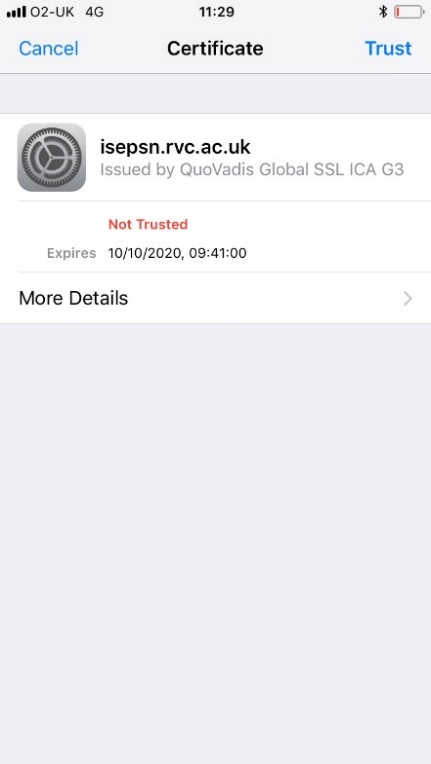 O2-UK 4G 11:29
Cancel Certificate Trust
isepsn.rvc.ac.uk
Issued by QuoVadis Global SSL ICA G3
Not Trusted
Expires 10/10/2020, 09:41:00
More Details